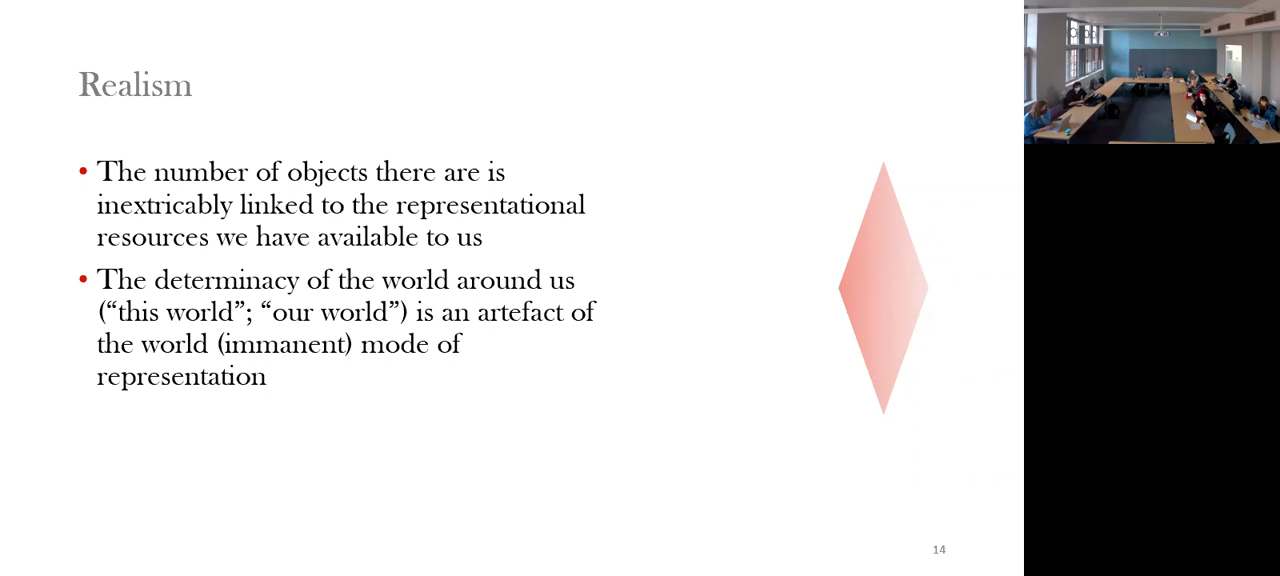 Realism
• The number of objects there are is
inextricably linked to the representational
resources we have available to us
• The determinacy of the world around us
(“this world”; “our world”) is an artefact of
the world (immanent) mode of
representation
14